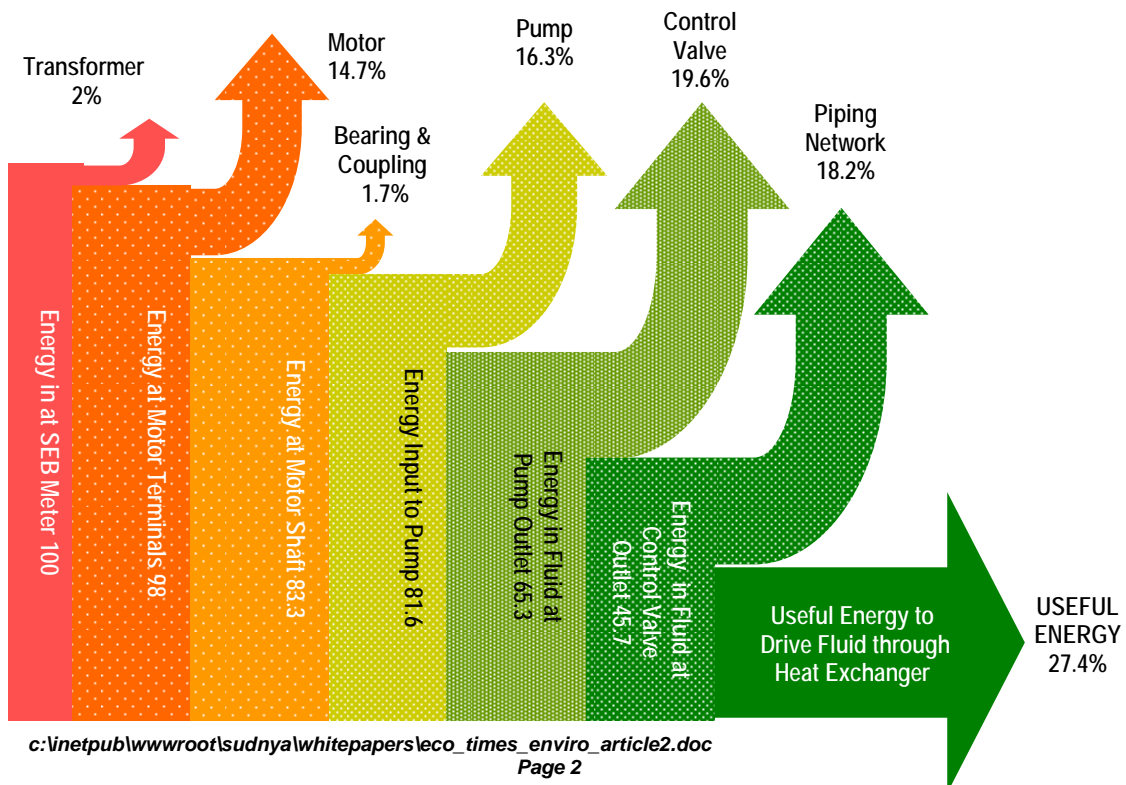 Transformer
2%
Motor
14.7%
Bearing &
Coupling
1.7%
Pump
16.3%
Control
Valve
19.6%
Piping
Network
18.2%
Energy in at SEB Meter 100
Energy at Motor Terminals 98
Energy at Motor Shaft 83.3
Energy Input to Pump 81.6
Energy in Fluid at
Pump Outlet 65.3
Energy in Fluid at
Control Valve
Outlet 45.7
Useful Energy to
Drive Fluid through
Heat Exchanger
USEFUL
ENERGY
27.4%
c:\inetpub\wwwroot\sudnya\whitepapers\eco_times_enviro_article2.doc
Page 2